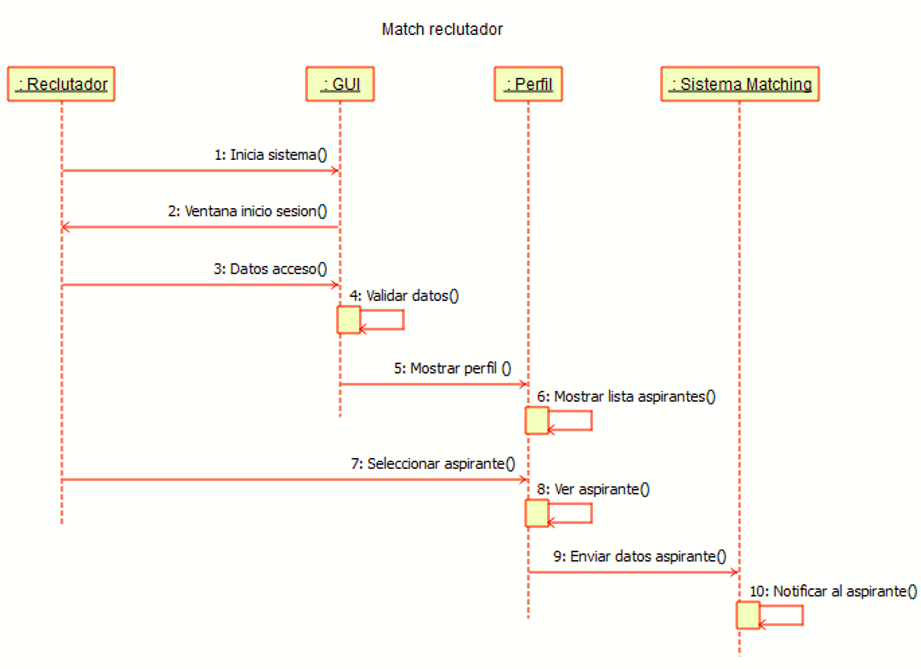 Match reclutador
: Reclutador
: GUI
: Perfil
: Sistema Matching
1: Inicia sistema()
2: Ventana inicio sesion()
3: Datos acceso()
4: Validar datos()
5: Mostrar perfil ()
6: Mostrar lista aspirantes()
7: Seleccionar aspirante()
8: Ver aspirante()
9: Enviar datos aspirante()
10: Notificar al aspirante()